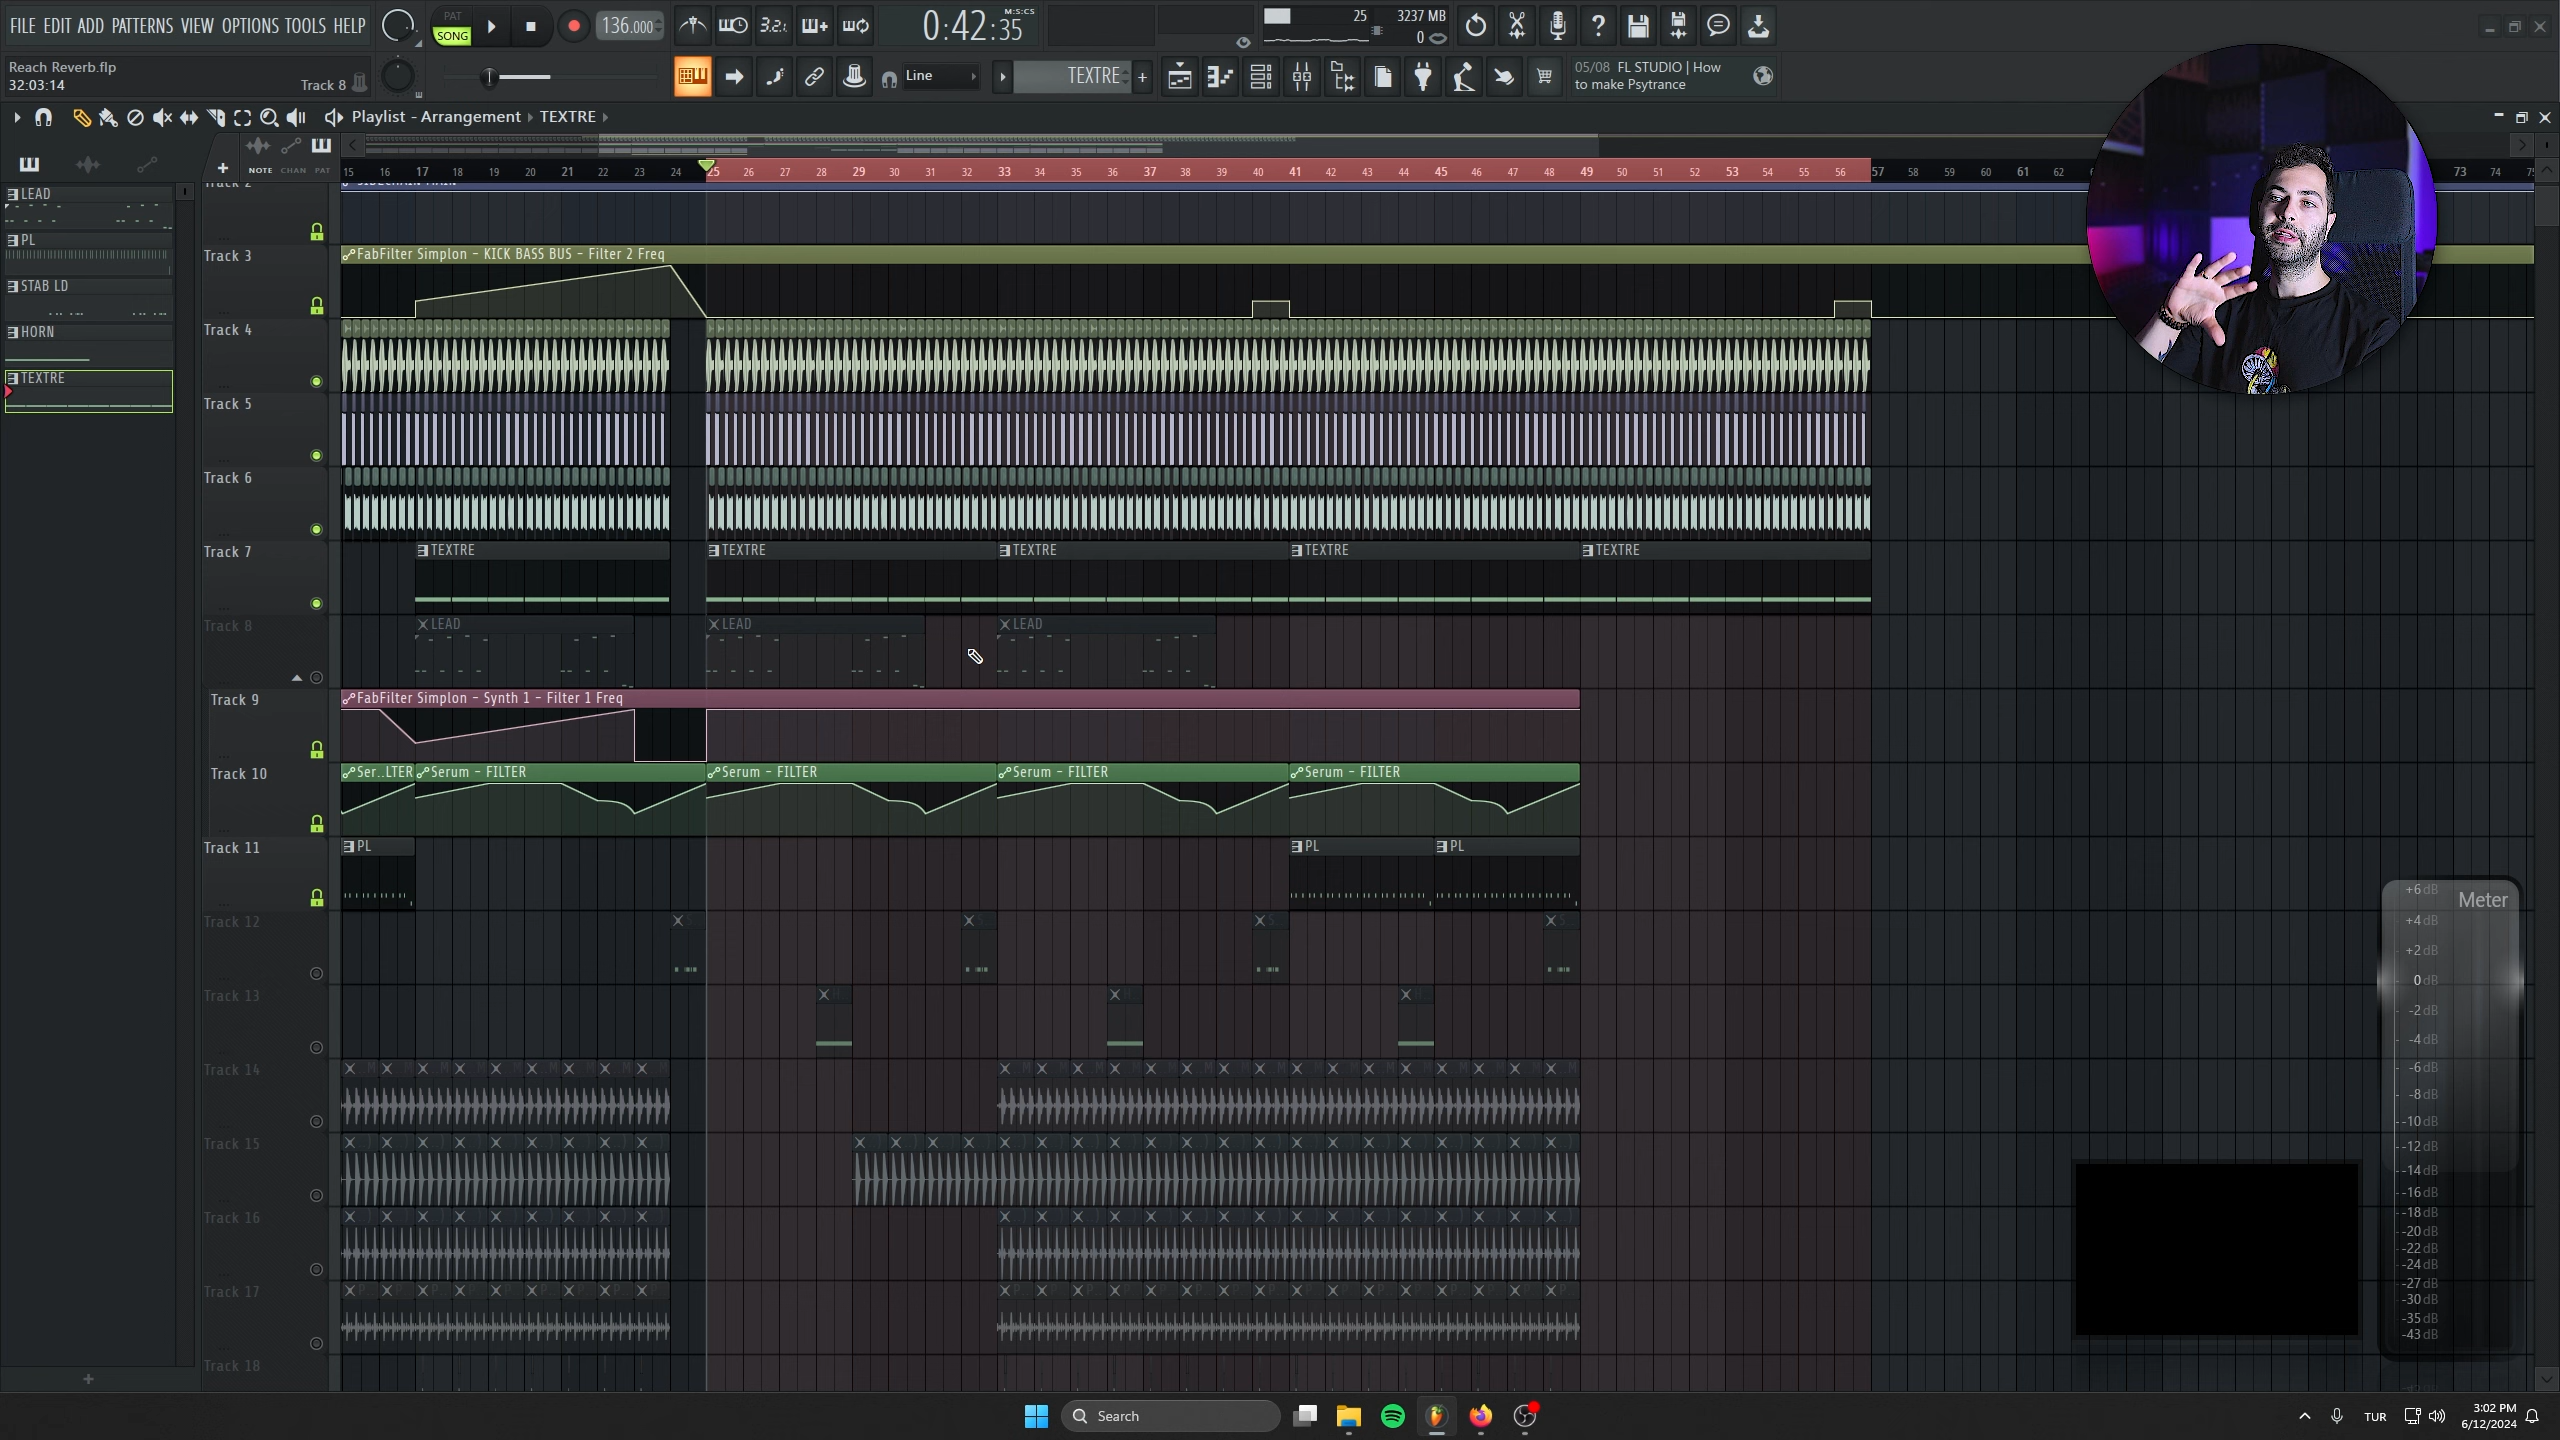 FILE EDIT ADD PATTERNS VIEW OPTIONS TOOLS HELP
PAT
SONG
136.000
3.2.1
M:S:CS
0:42:35
25
3237 MB
0
Reach Reverb.flp
32:03:14
Track 8
Line
TEXTRE
05/08 FL STUDIO | How
to make Psytrance
Playlist - Arrangement
TEXTRE
NOTE
CHAN
PAT
15 16 17 18 19 20 21 22 23 24 25 26 27 28 29 30 31 32 33 34 35 36 37 38 39 40 41 42 43 44 45 46 47 48 49 50 51 52 53 54 55 56 57 58 59 60 61 62 73 74
LEAD
PL
STAB LD
HORN
TEXTRE
Track 3
FabFilter Simplon - KICK BASS BUS - Filter 2 Freq
Track 4
Track 5
Track 6
Track 7
TEXTRE
TEXTRE
TEXTRE
TEXTRE
TEXTRE
Track 8
LEAD
LEAD
LEAD
Track 9
FabFilter Simplon - Synth 1 - Filter 1 Freq
Track 10
Ser..LTER
Serum - FILTER
Serum - FILTER
Serum - FILTER
Serum - FILTER
Track 11
PL
PL
PL
Track 12
Track 13
Track 14
Track 15
Track 16
Track 17
Track 18
Meter
+6 dB
+4 dB
+2 dB
0 dB
-2 dB
-4 dB
-6 dB
-8 dB
-10 dB
-12 dB
-14 dB
-16 dB
-18 dB
-20 dB
-22 dB
-24 dB
-27 dB
-30 dB
-35 dB
-43 dB
Search
TUR
3:02 PM
6/12/2024